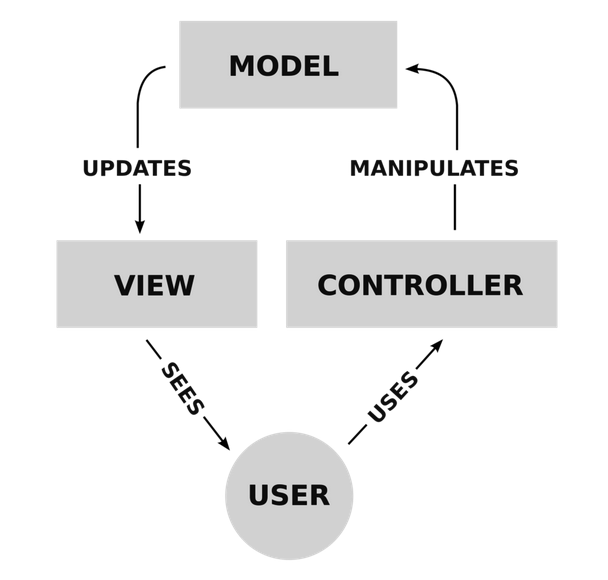 MODEL
UPDATES
MANIPULATES
VIEW
CONTROLLER
SEES
USES
USER